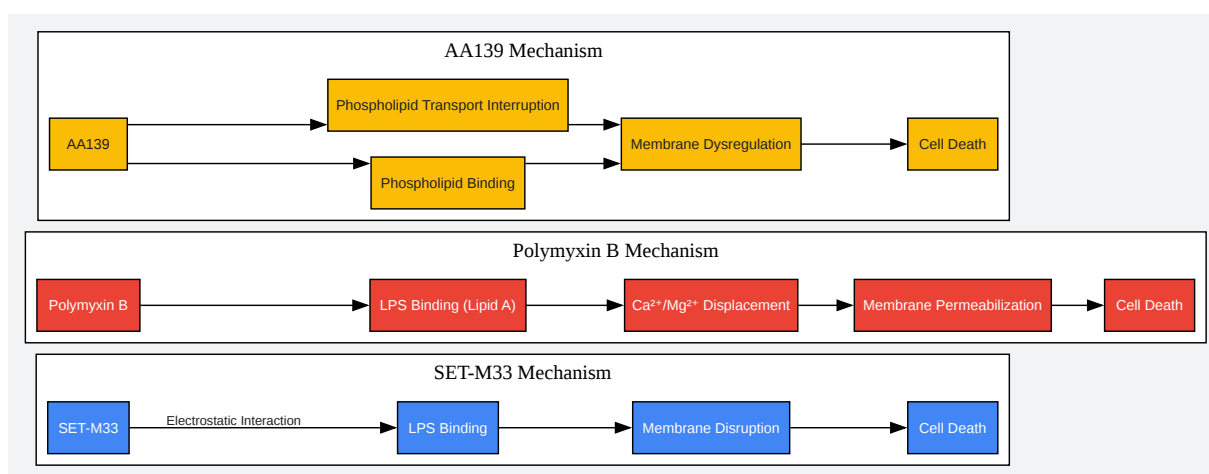 AA139 Mechanism
Phospholipid Transport Interruption
AA139
Membrane Dysregulation
Cell Death
Phospholipid Binding
Polymyxin B Mechanism
Polymyxin B
LPS Binding (Lipid A)
Ca²⁺/Mg²⁺ Displacement
Membrane Permeabilization
Cell Death
SET-M33 Mechanism
SET-M33
Electrostatic Interaction
LPS Binding
Membrane Disruption
Cell Death